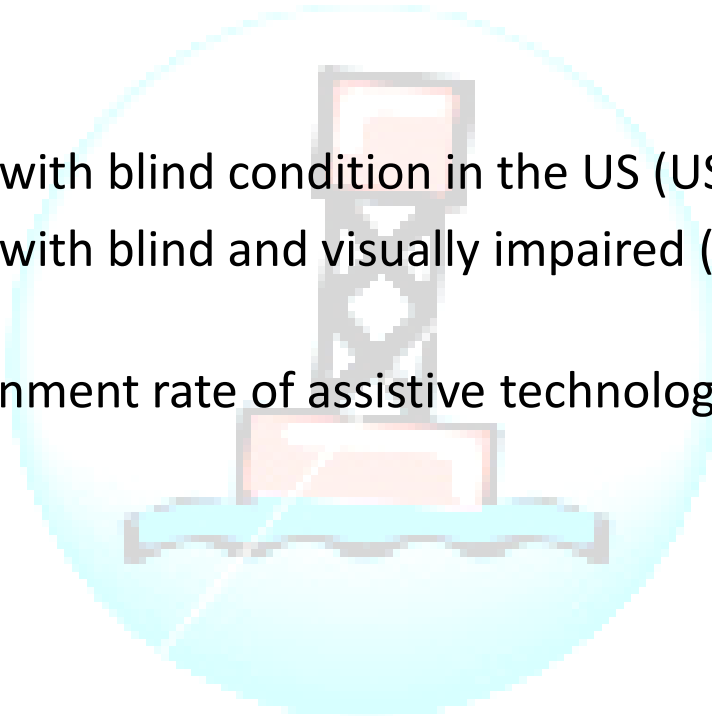 with blind condition in the US (US
with blind and visually impaired (
nment rate of assistive technolog